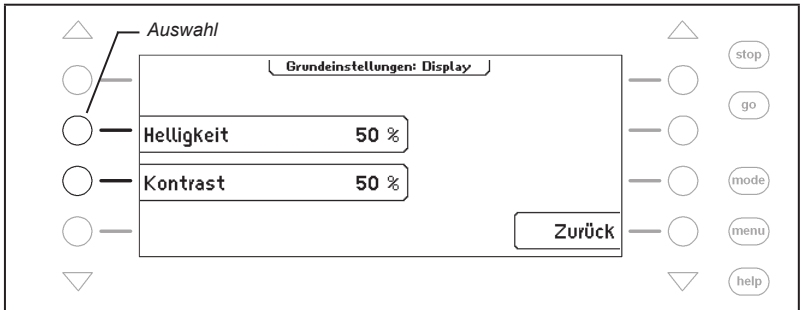 Auswahl
Grundeinstellungen: Display
stop
go
Helligkeit 50 %
Kontrast 50 %
mode
Zurück
menu
help